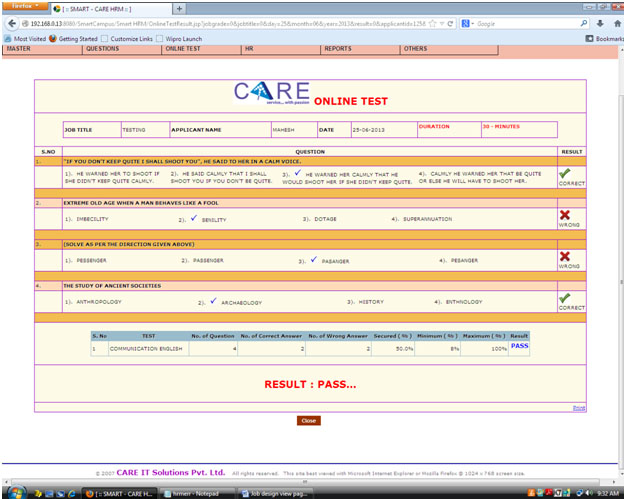 Firefox
[ :: SMART - CARE HRM :: ]
192.168.0.13:8080/SmartCampus/Smart HRM/OnlineTestResult.jsp?jobgrade=0&jobtitle=0&day=25&month=06&year=2013&result=0&applicantid=1256
Google
Most Visited Getting Started Customize Links Wipro Launch Bookmarks
MASTER QUESTIONS ONLINE TEST HR REPORTS OTHERS
CARE ONLINE TEST
service... with passion
JOB TITLE TESTING APPLICANT NAME MAHESH DATE 25-06-2013 DURATION 30 - MINUTES
S.NO QUESTION RESULT
1. "IF YOU DON'T KEEP QUITE I SHALL SHOOT YOU", HE SAID TO HER IN A CALM VOICE.
1). HE WARNED HER TO SHOOT IF SHE DIDN'T KEEP QUITE CALMLY.
2). HE SAID CALMLY THAT I SHALL SHOOT YOU IF YOU DON'T BE QUITE.
3). HE WARNED HER CALMLY THAT HE WOULD SHOOT HER IF SHE DIDN'T KEEP QUITE.
4). CALMLY HE WARNED HER THAT BE QUITE OR ELSE HE WILL HAVE TO SHOOT HER.
CORRECT
2. EXTREME OLD AGE WHEN A MAN BEHAVES LIKE A FOOL
1). IMBECILITY 2). SENILITY 3). DOTAGE 4). SUPERANNUATION
WRONG
3. (SOLVE AS PER THE DIRECTION GIVEN ABOVE)
1). PESSENGER 2). PASSENGER 3). PASANGER 4). PESANGER
WRONG
4. THE STUDY OF ANCIENT SOCIETIES
1). ANTHROPOLOGY 2). ARCHAEOLOGY 3). HISTORY 4). ENTHNOLOGY
CORRECT
S. No TEST No. of Question No. of Correct Answer No. of Wrong Answer Secured ( % ) Minimum ( % ) Maximum ( % ) Result
1 COMMUNICATION ENGLISH 4 2 2 50.0% 8% 100% PASS
RESULT : PASS...
Print
Close
© 2007 CARE IT Solutions Pvt. Ltd. All rights reserved. This site best viewed with Microsoft Internet Explorer or Mozilla Firefox @ 1024 x 768 screen size.
[ :: SMART - CARE H... hrmerr - Notepad Job design view pag... 9:32 AM